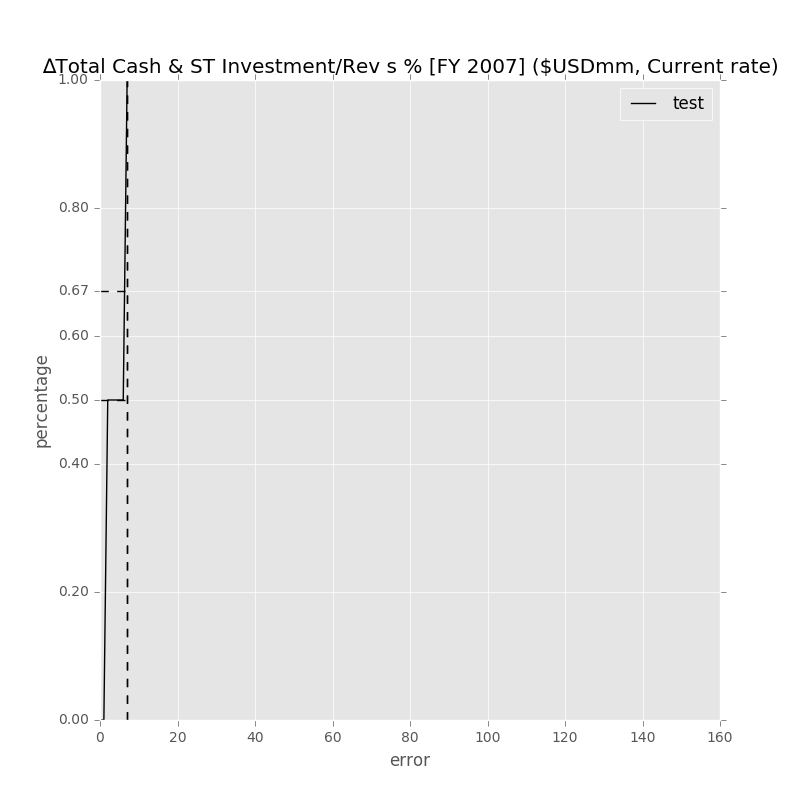 ΔTotal Cash & ST Investment/Rev s % [FY 2007] ($USDmm, Current rate)
1.00
test
0.80
0.67
0.60
0.50
0.40
0.20
0.00
percentage
0 20 40 60 80 100 120 140 160
error